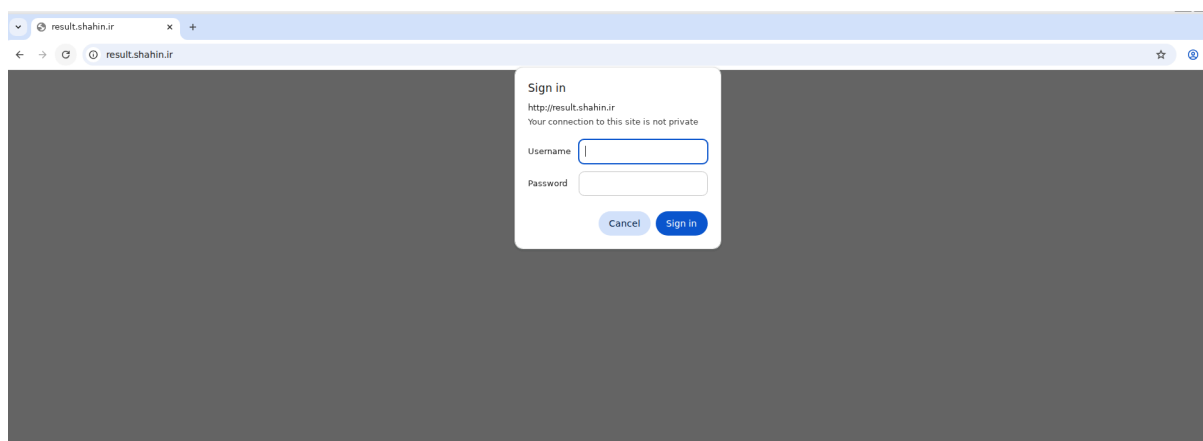 result.shahin.ir
result.shahin.ir
Sign in
http://result.shahin.ir
Your connection to this site is not private
Username
Password
Cancel Sign in